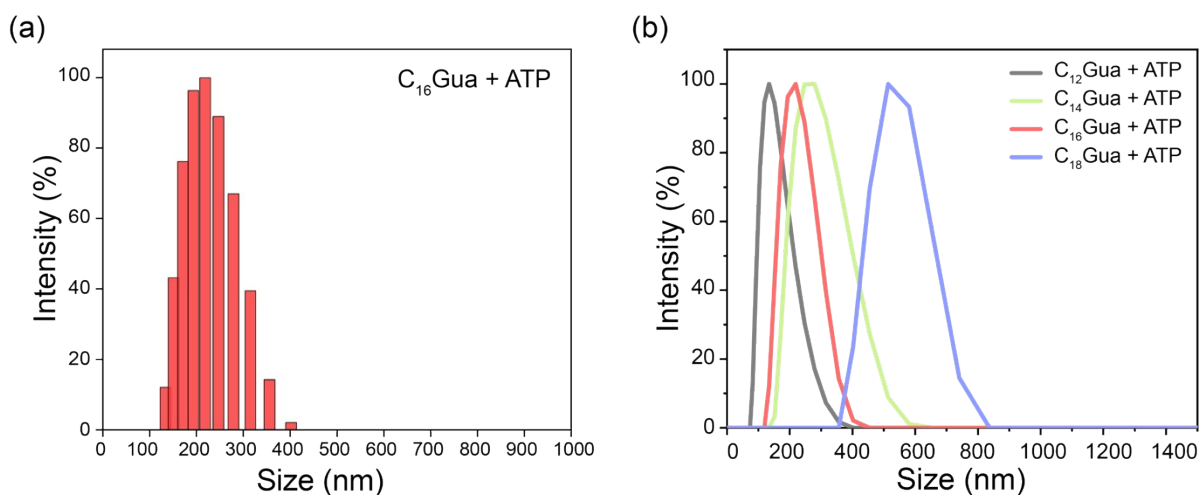 (a)
C₁₆Gua + ATP
Intensity (%)
100
80
60
40
20
0
0 100 200 300 400 500 600 700 800 900 1000
Size (nm)
(b)
C₁₂Gua + ATP
C₁₄Gua + ATP
C₁₆Gua + ATP
C₁₈Gua + ATP
Intensity (%)
100
80
60
40
20
0
0 200 400 600 800 1000 1200 1400
Size (nm)